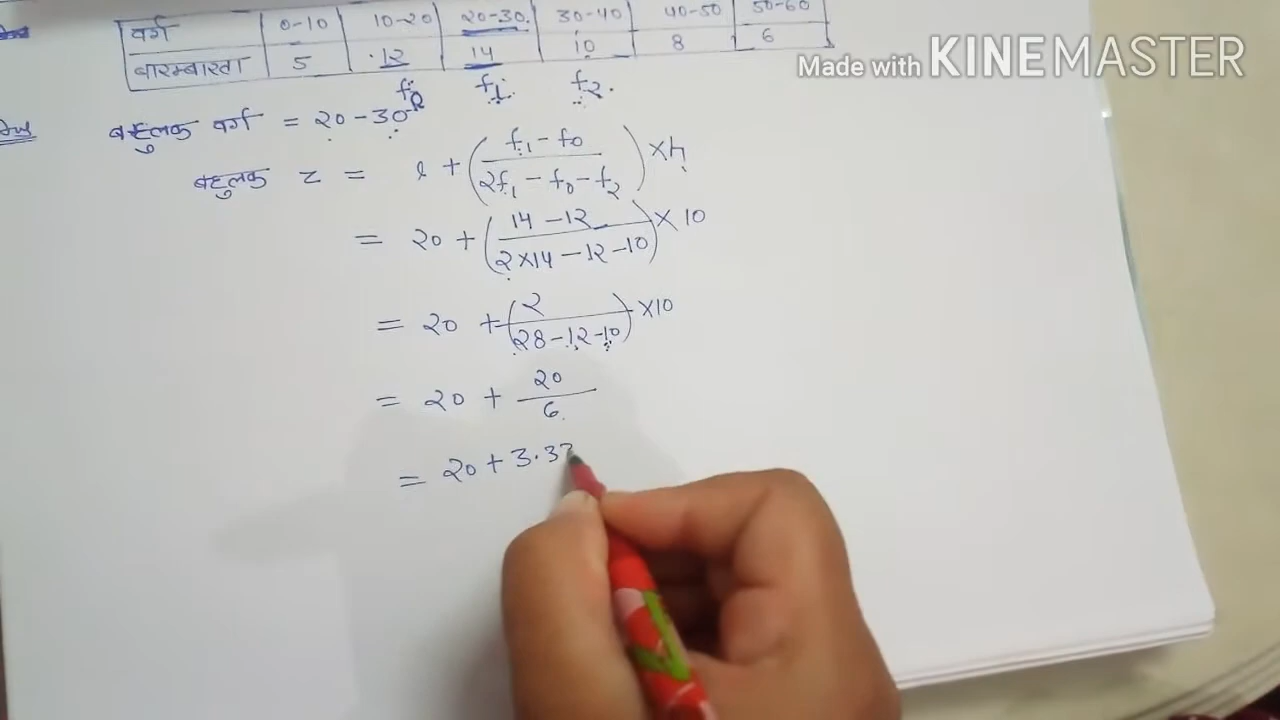 वर्ग 0-10 10-20 20-30. 30-40 40-50 50-60
बारम्बारता 5 12 14 10 8 6
f0 f1 f2.
बहुलक वर्ग = 20-30
बहुलक z = l + (f1 - f0 / 2f1 - f0 - f2) × h
= 20 + (14 - 12 / 2×14 - 12 - 10) × 10
= 20 + (2 / 28 - 12 - 10) × 10
= 20 + 20 / 6
= 20 + 3.33
Made with KINEMASTER